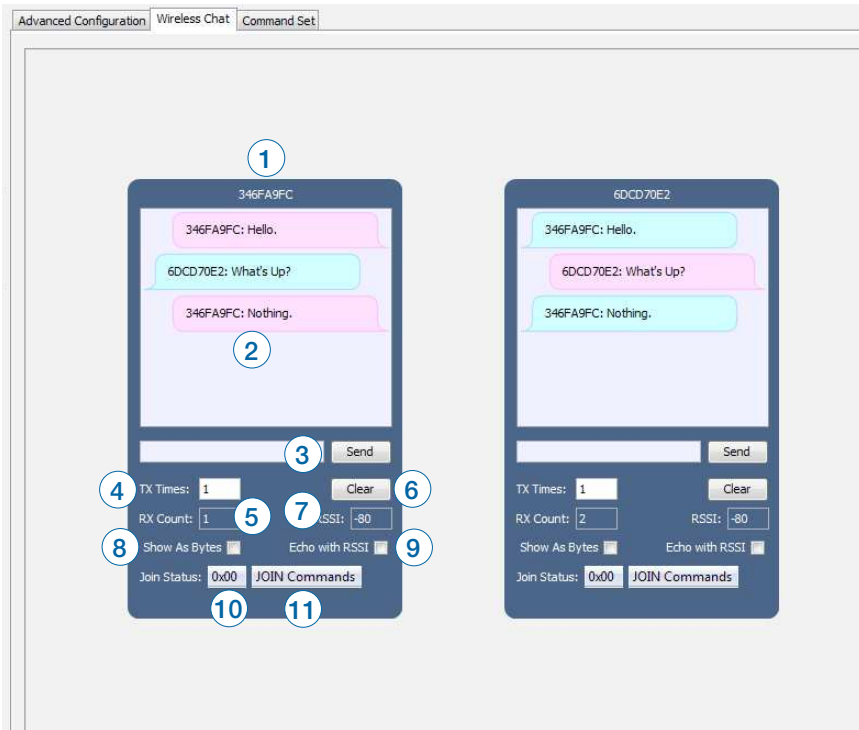 Advanced Configuration Wireless Chat Command Set
1
346FA9FC
346FA9FC: Hello.
6DCD70E2: What's Up?
346FA9FC: Nothing.
2
3 Send
4 TX Times: 1 Clear 6
RX Count: 1 5 7 SSI: -80
8 Show As Bytes Echo with RSSI 9
Join Status: 0x00 JOIN Commands
10 11
6DCD70E2
346FA9FC: Hello.
6DCD70E2: What's Up?
346FA9FC: Nothing.
Send
TX Times: 1 Clear
RX Count: 2 RSSI: -80
Show As Bytes Echo with RSSI
Join Status: 0x00 JOIN Commands